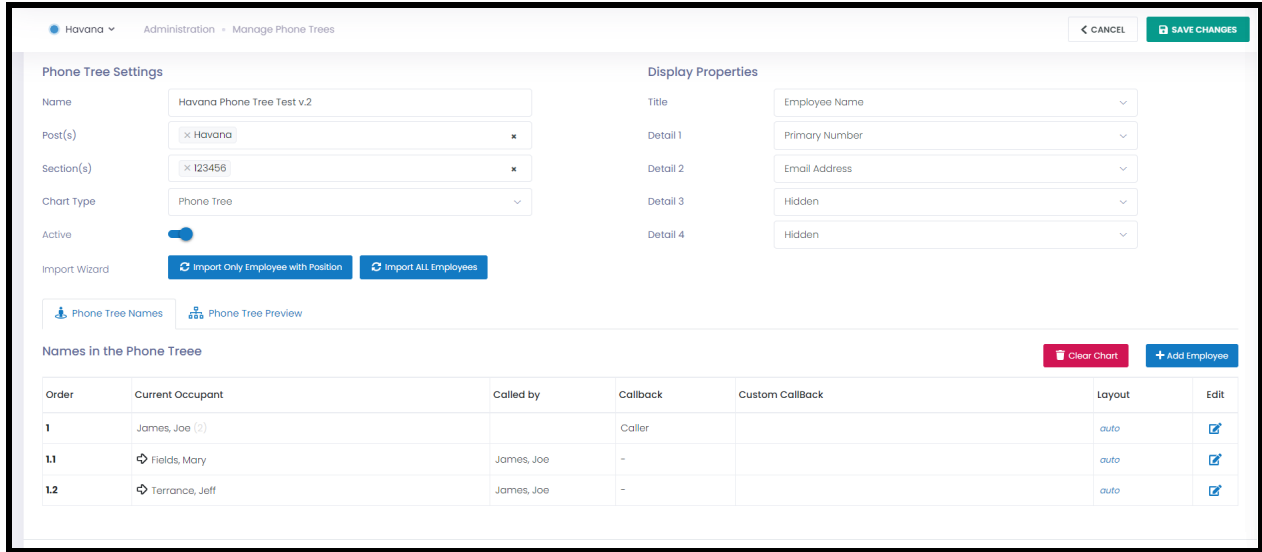 Havana
Administration • Manage Phone Trees
CANCEL
SAVE CHANGES
Phone Tree Settings
Display Properties
Name
Havana Phone Tree Test v.2
Title
Employee Name
Post(s)
× Havana ×
Detail 1
Primary Number
Section(s)
× 123456 ×
Detail 2
Email Address
Chart Type
Phone Tree
Detail 3
Hidden
Active
Detail 4
Hidden
Import Wizard
Import Only Employee with Position
Import ALL Employees
Phone Tree Names
Phone Tree Preview
Names in the Phone Treee
Clear Chart
+ Add Employee
Order Current Occupant Called by Callback Custom CallBack Layout Edit
1 James, Joe (2) Caller auto
1.1 Fields, Mary James, Joe - auto
1.2 Terrance, Jeff James, Joe - auto